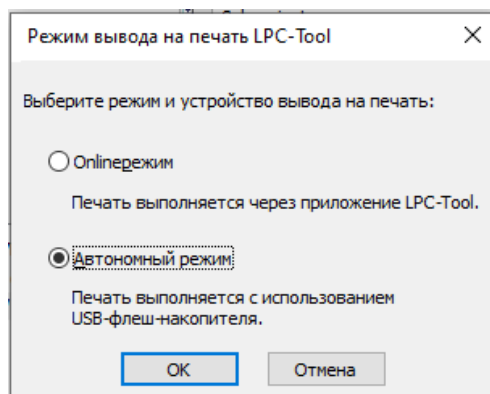 Режим вывода на печать LPC-Tool
Выберите режим и устройство вывода на печать:
Onlineрежим
Печать выполняется через приложение LPC-Tool.
Автономный режим
Печать выполняется с использованием
USB-флеш-накопителя.
OK
Отмена